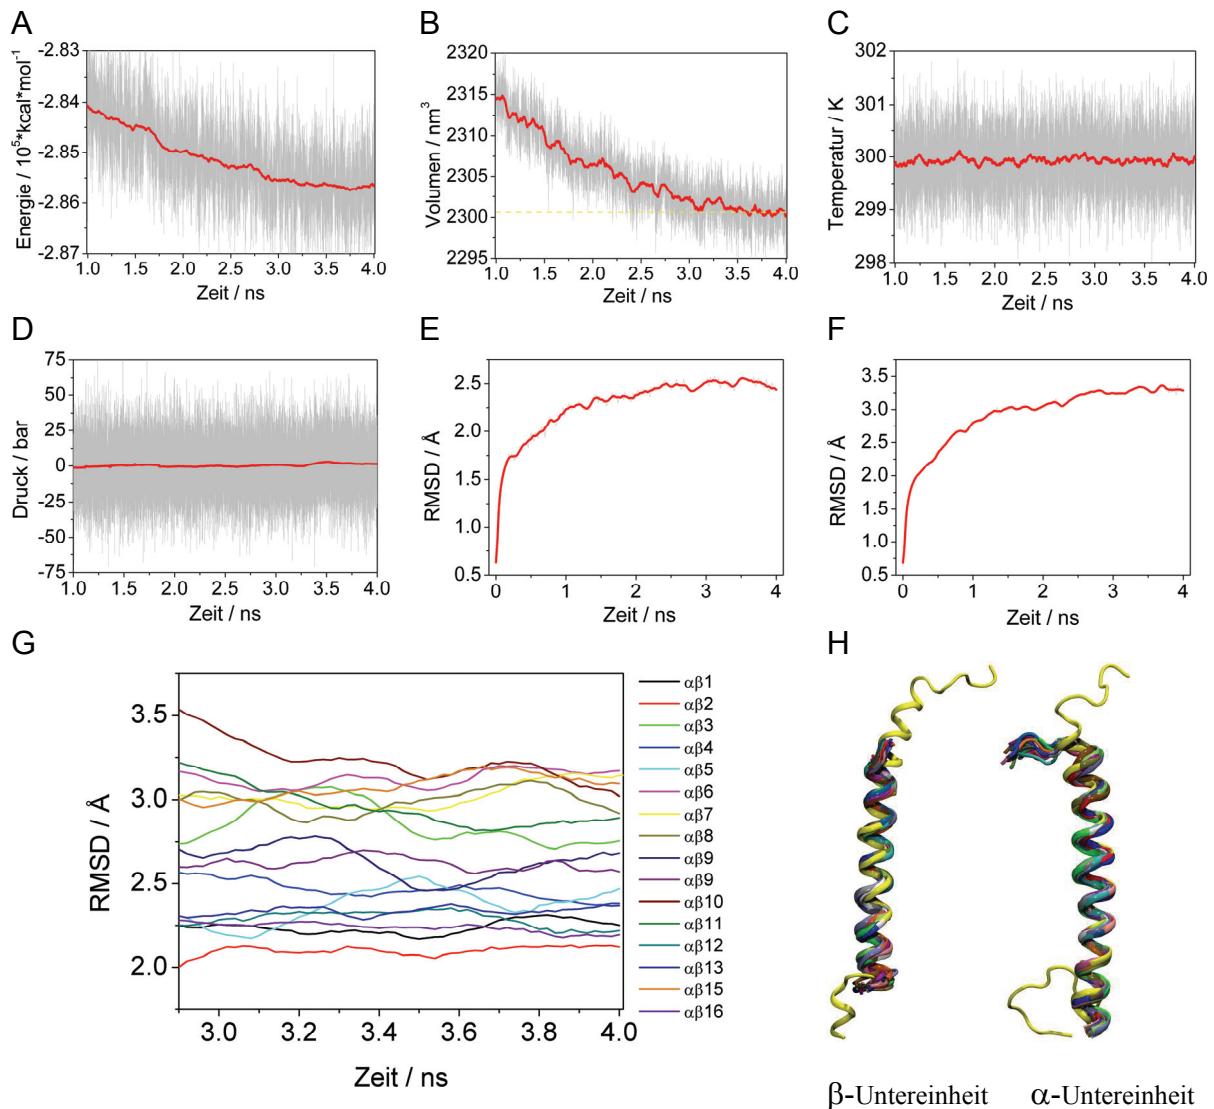 A
Energie / 10⁵*kcal*mol⁻¹
-2.83
-2.84
-2.85
-2.86
-2.87
1.0 1.5 2.0 2.5 3.0 3.5 4.0
Zeit / ns
B
Volumen / nm³
2320
2315
2310
2305
2300
2295
1.0 1.5 2.0 2.5 3.0 3.5 4.0
Zeit / ns
C
Temperatur / K
302
301
300
299
298
1.0 1.5 2.0 2.5 3.0 3.5 4.0
Zeit / ns
D
Druck / bar
75
50
25
0
-25
-50
-75
1.0 1.5 2.0 2.5 3.0 3.5 4.0
Zeit / ns
E
RMSD / Å
2.5
2.0
1.5
1.0
0.5
0 1 2 3 4
Zeit / ns
F
RMSD / Å
3.5
3.0
2.5
2.0
1.5
1.0
0.5
0 1 2 3 4
Zeit / ns
G
RMSD / Å
3.5
3.0
2.5
2.0
3.0 3.2 3.4 3.6 3.8 4.0
Zeit / ns
αβ1
αβ2
αβ3
αβ4
αβ5
αβ6
αβ7
αβ8
αβ9
αβ9
αβ10
αβ11
αβ12
αβ13
αβ15
αβ16
H
β-Untereinheit α-Untereinheit